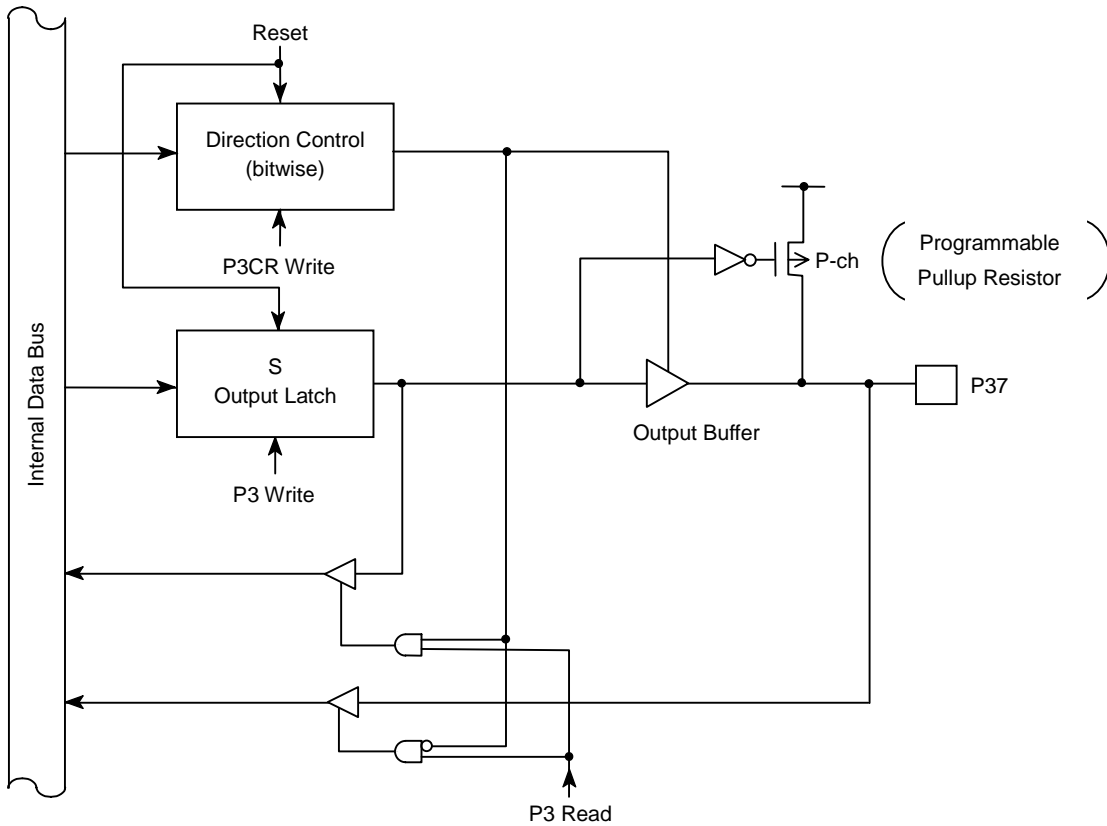 Reset
Direction Control
(bitwise)
P3CR Write
P-ch
Programmable
Pullup Resistor
Internal Data Bus
S
Output Latch
P37
Output Buffer
P3 Write
P3 Read